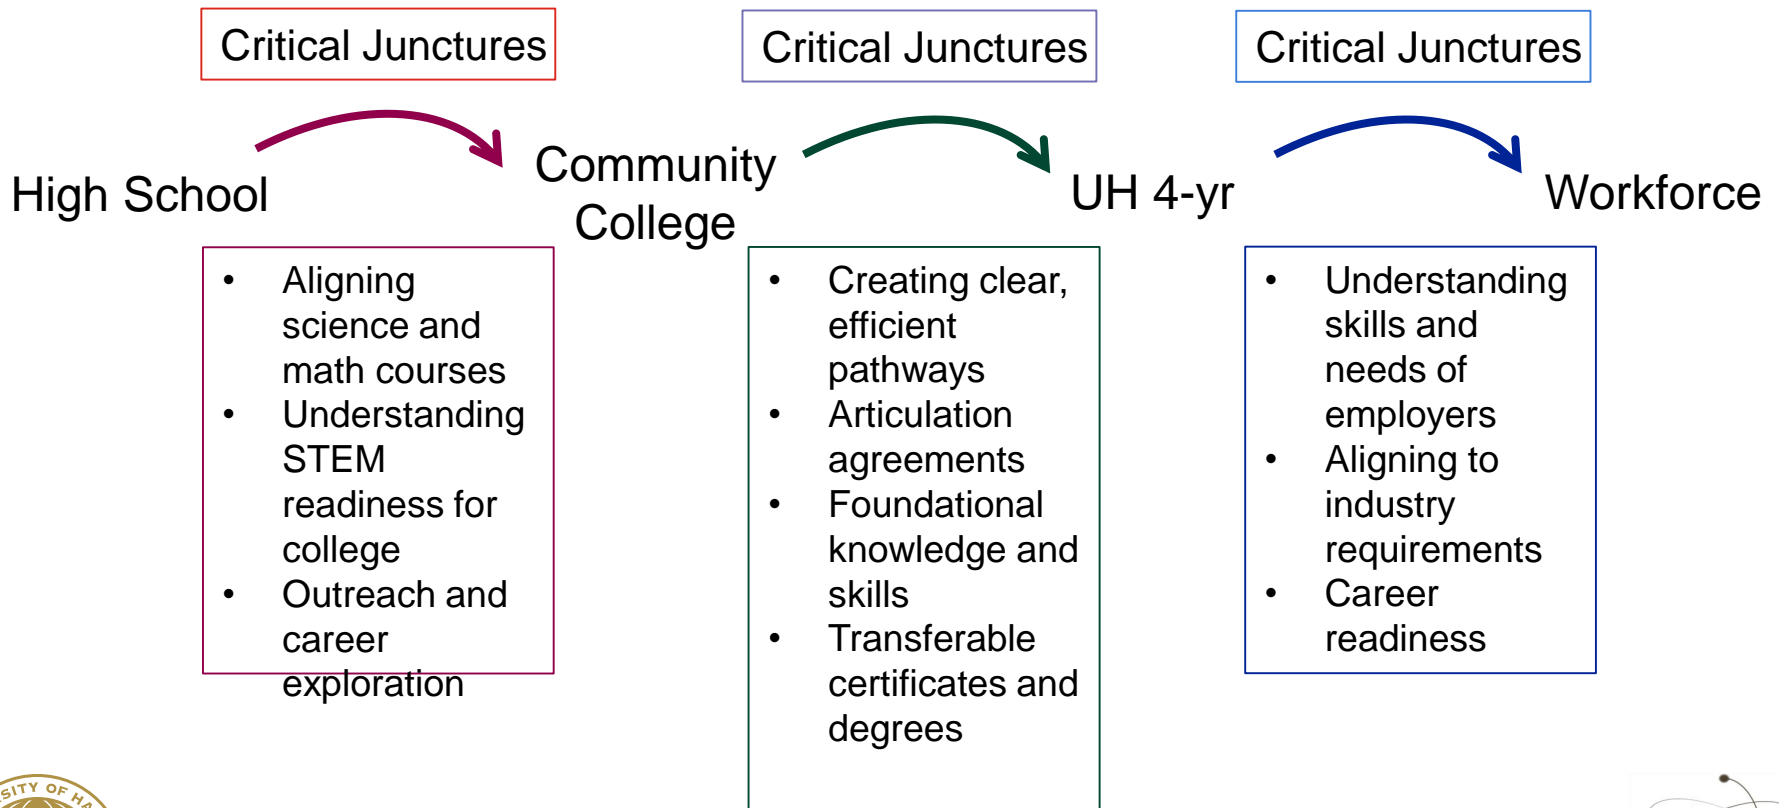 Critical Junctures
Critical Junctures
Critical Junctures
High School
Community
College
UH 4-yr
Workforce
• Aligning
science and
math courses
• Understanding
STEM
readiness for
college
• Outreach and
career
exploration
• Creating clear,
efficient
pathways
• Articulation
agreements
• Foundational
knowledge and
skills
• Transferable
certificates and
degrees
• Understanding
skills and
needs of
employers
• Aligning to
industry
requirements
• Career
readiness
OF